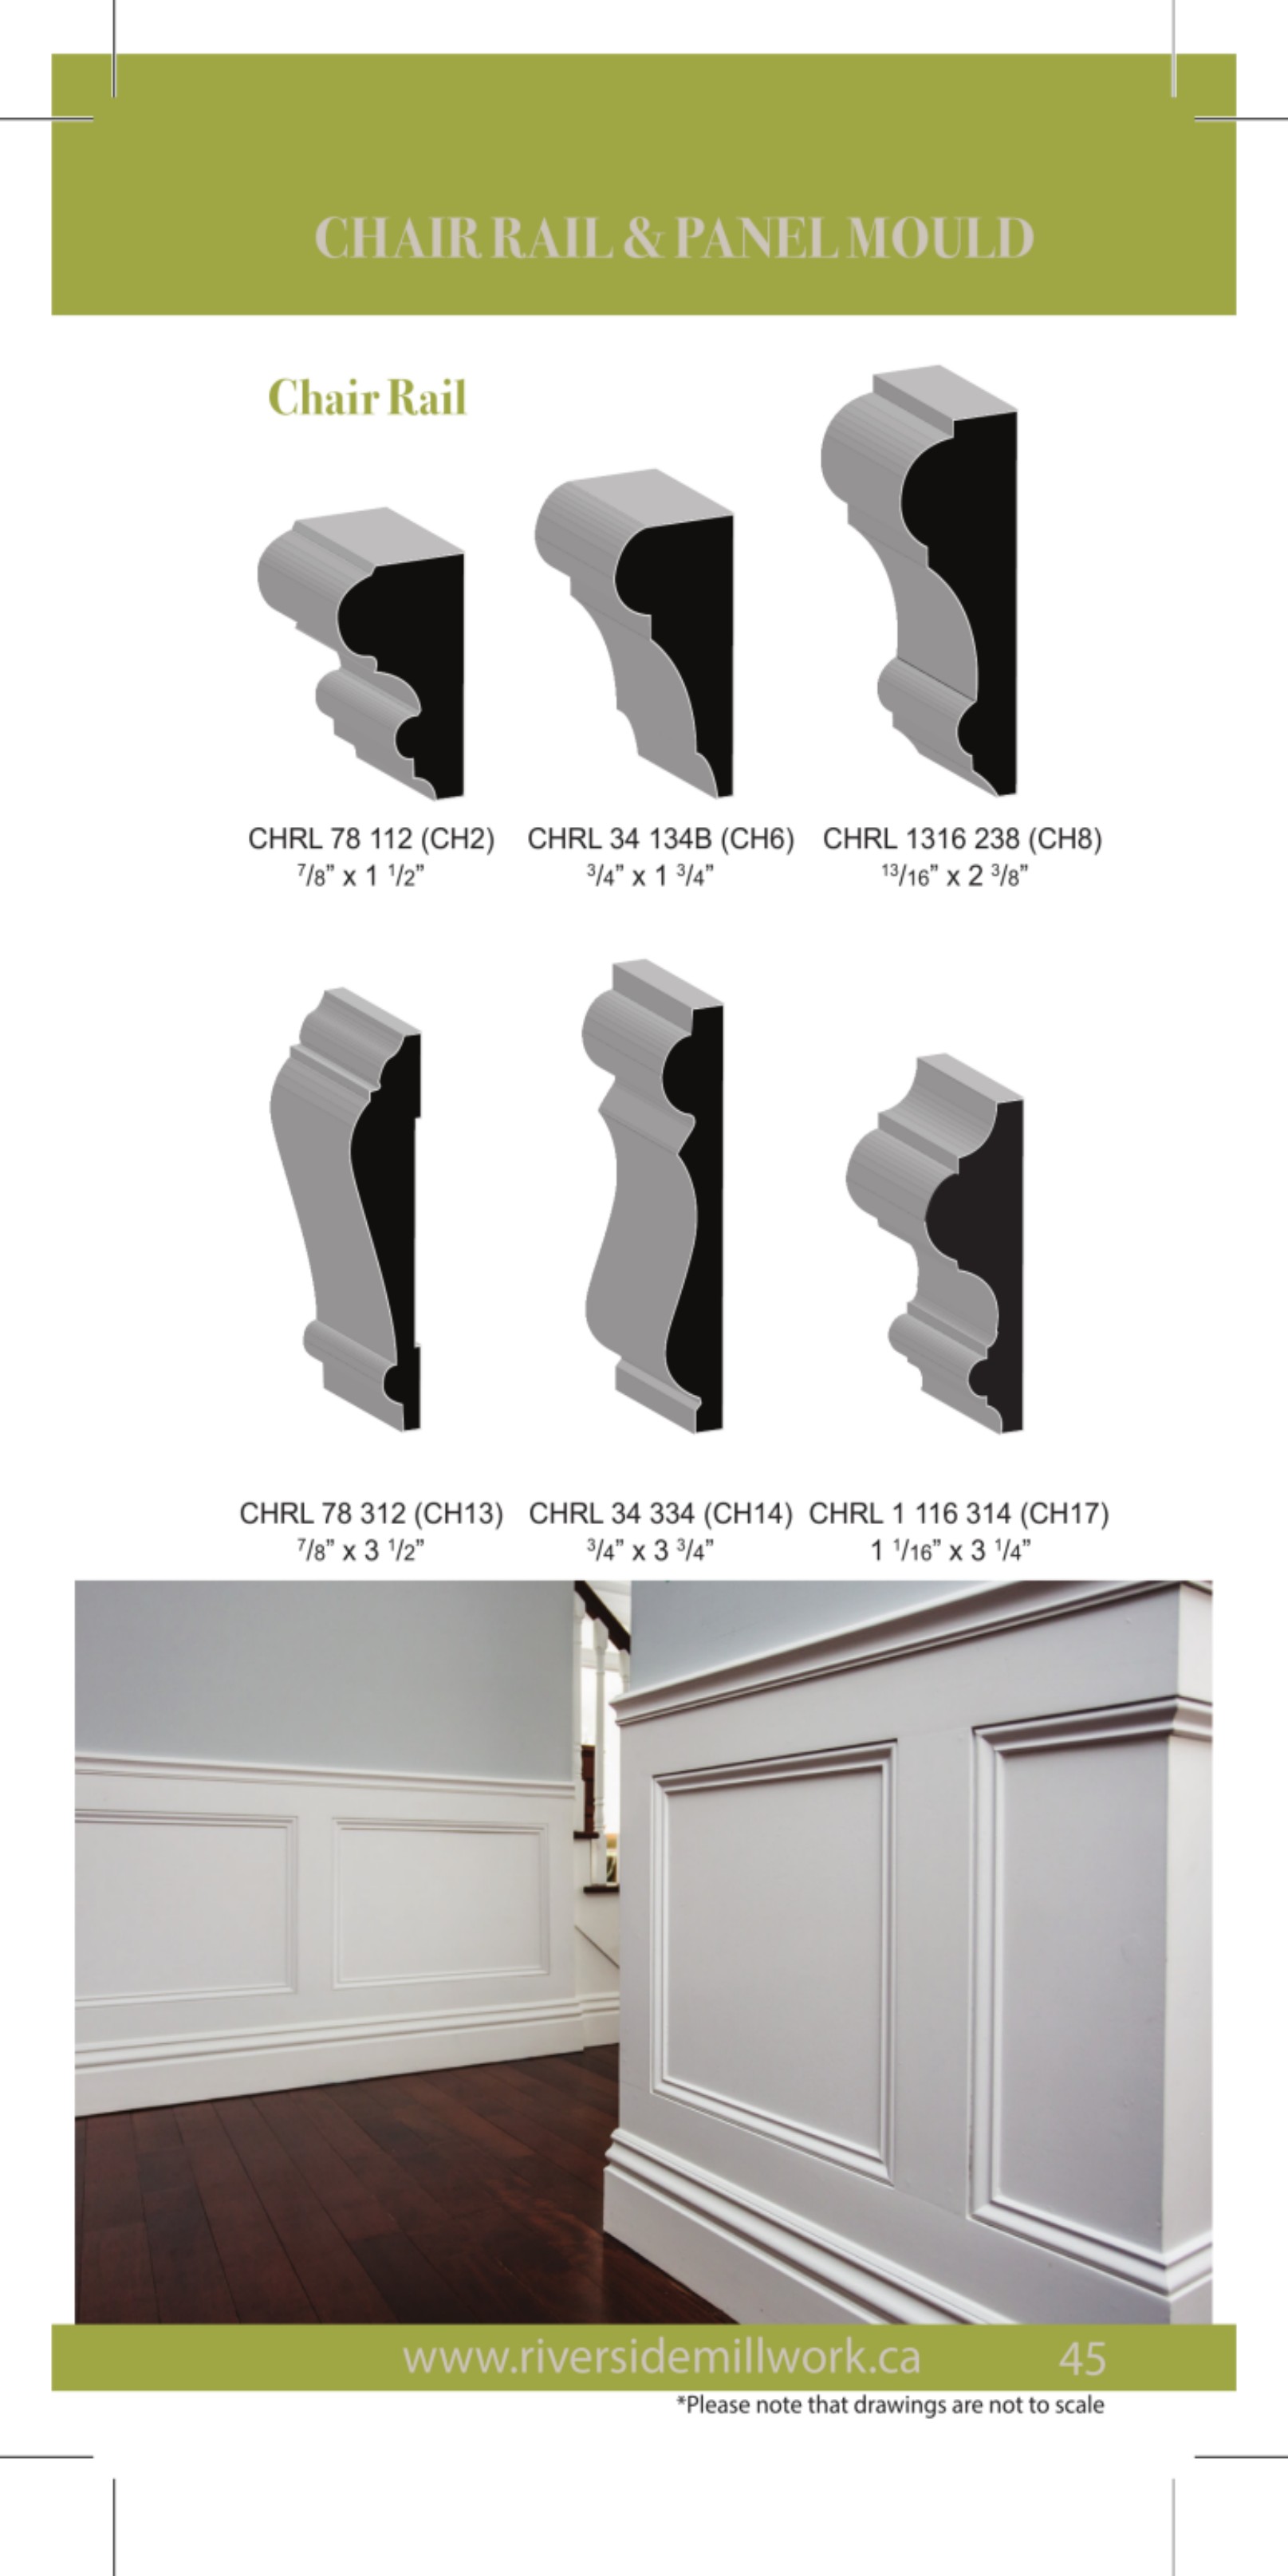 CHAIR RAIL & PANEL MOULD
Chair Rail
CHRL 78 112 (CH2) CHRL 34 134B (CH6) CHRL 1316 238 (CH8)
7/8” x 1 1/2” 3/4” x 1 3/4” 13/16” x 2 3/8”
CHRL 78 312 (CH13) CHRL 34 334 (CH14) CHRL 1 116 314 (CH17)
7/8” x 3 1/2” 3/4” x 3 3/4” 1 1/16” x 3 1/4”
www.riversidemillwork.ca 45
*Please note that drawings are not to scale